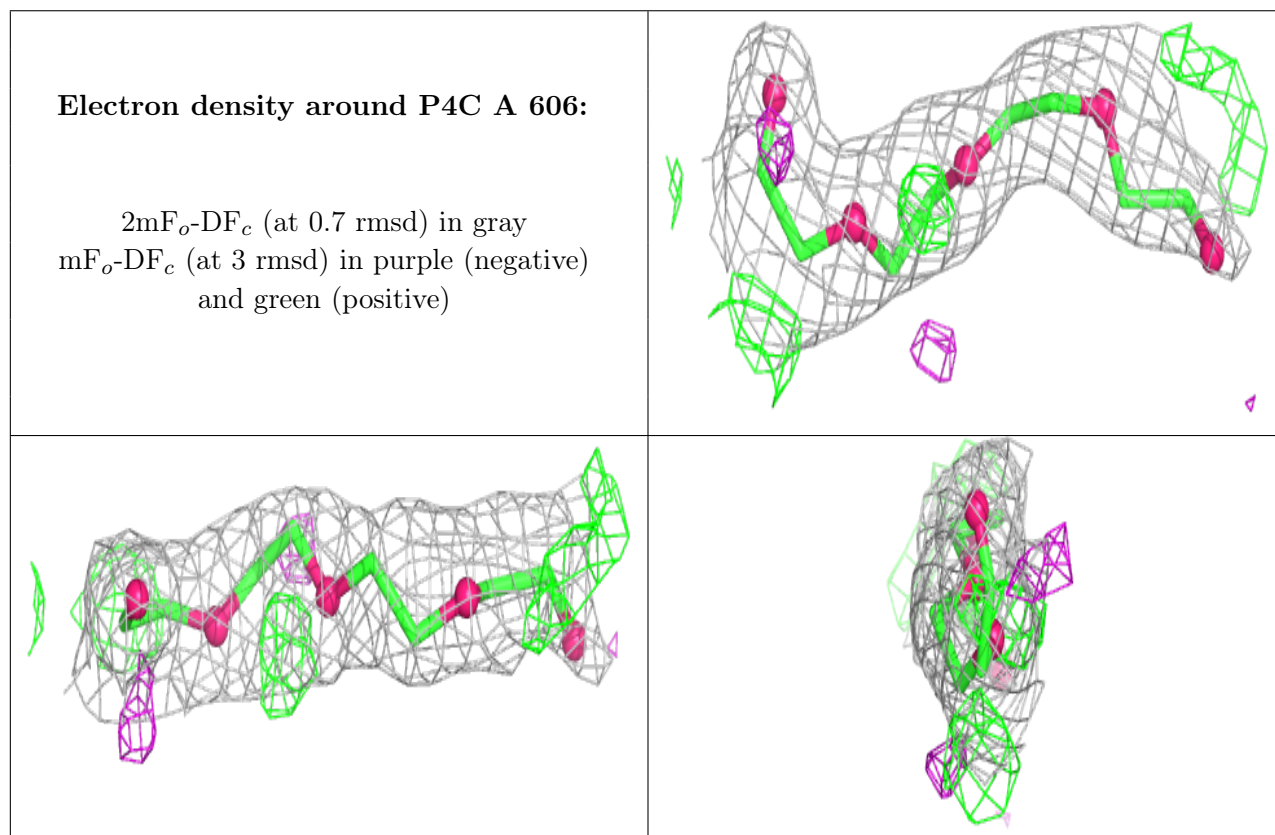 Electron density around P4C A 606:
2mFo-DFc (at 0.7 rmsd) in gray
mFo-DFc (at 3 rmsd) in purple (negative)
and green (positive)